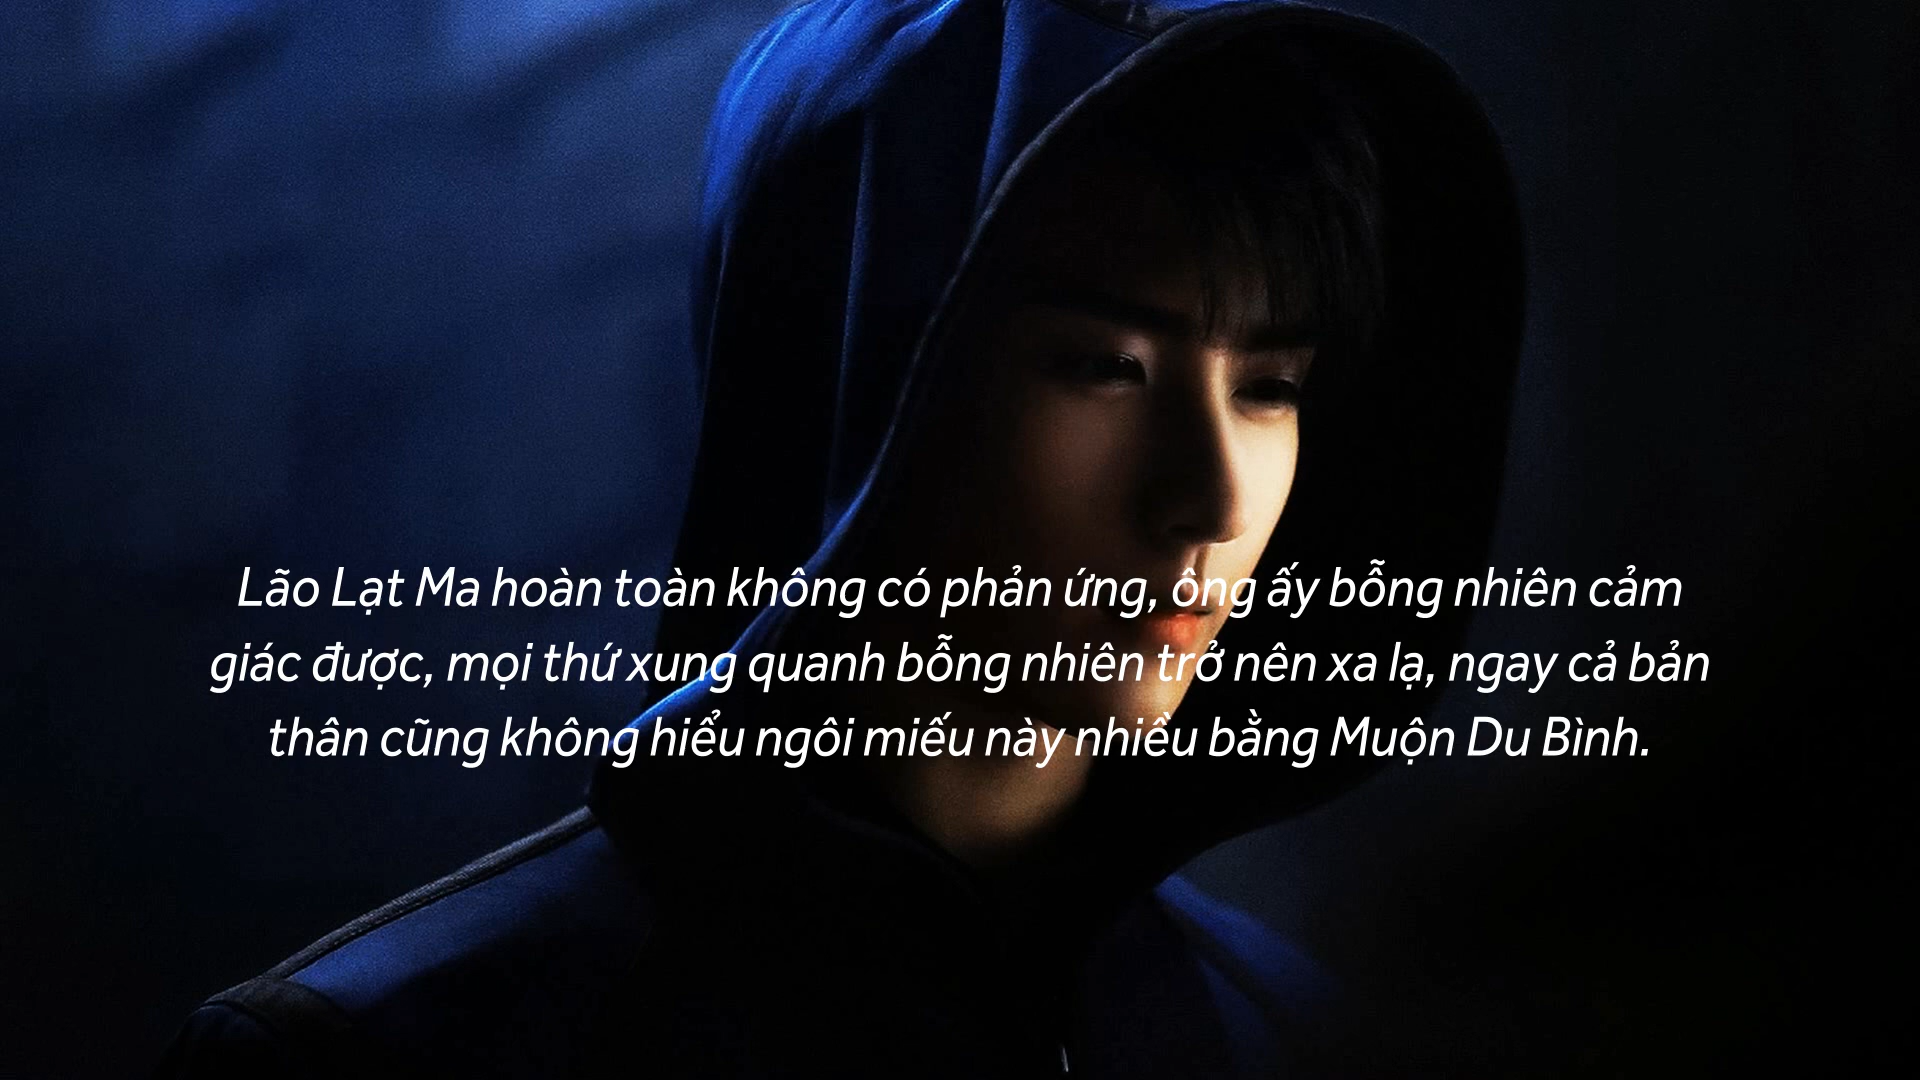 Lão Lạt Ma hoàn toàn không có phản ứng, ông ấy bỗng nhiên cảm
giác được, mọi thứ xung quanh bỗng nhiên trở nên xa lạ, ngay cả bản
thân cũng không hiểu ngôi miếu này nhiều bằng Muộn Du Bình.